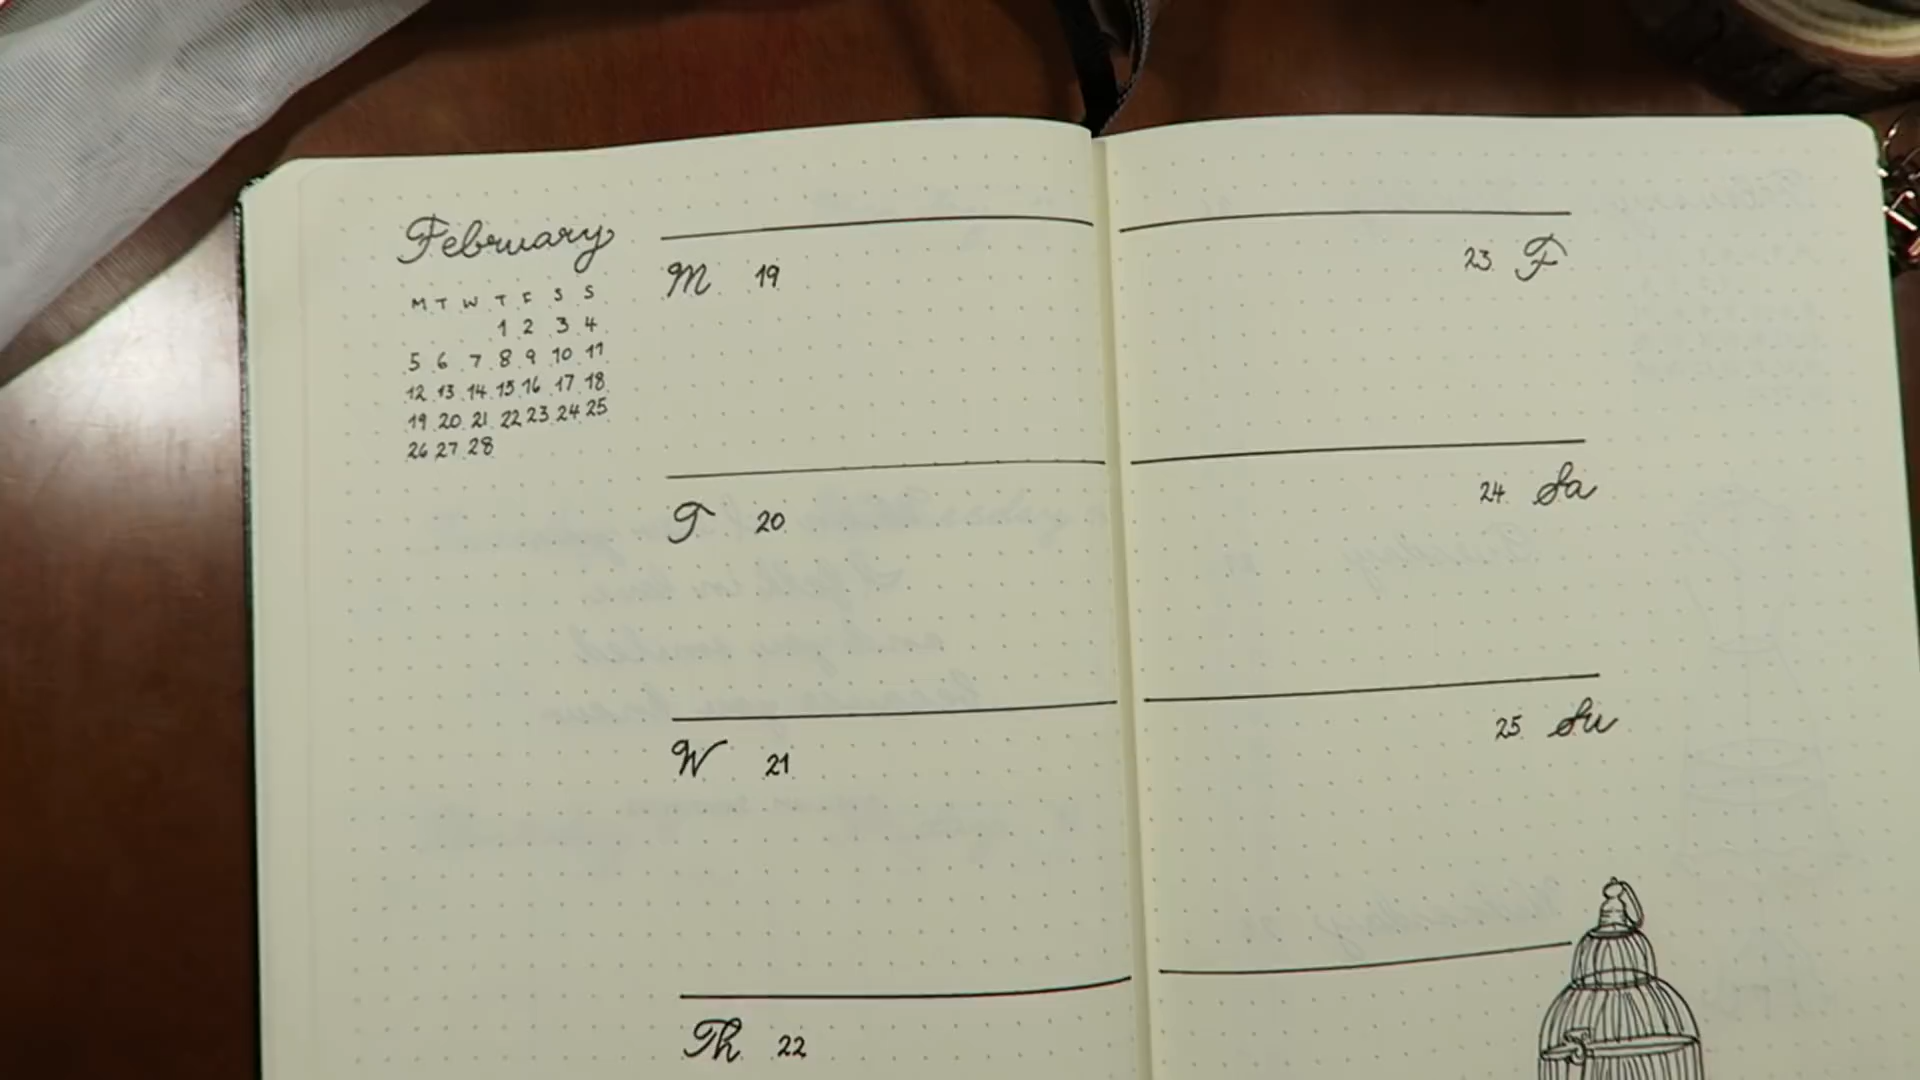 February
M T W T F S S
1 2 3 4
5 6 7 8 9 10 11
12 13 14 15 16 17 18
19 20 21 22 23 24 25
26 27 28
M 19
T 20
W 21
Th 22
23 F
24 Sa
25 Su